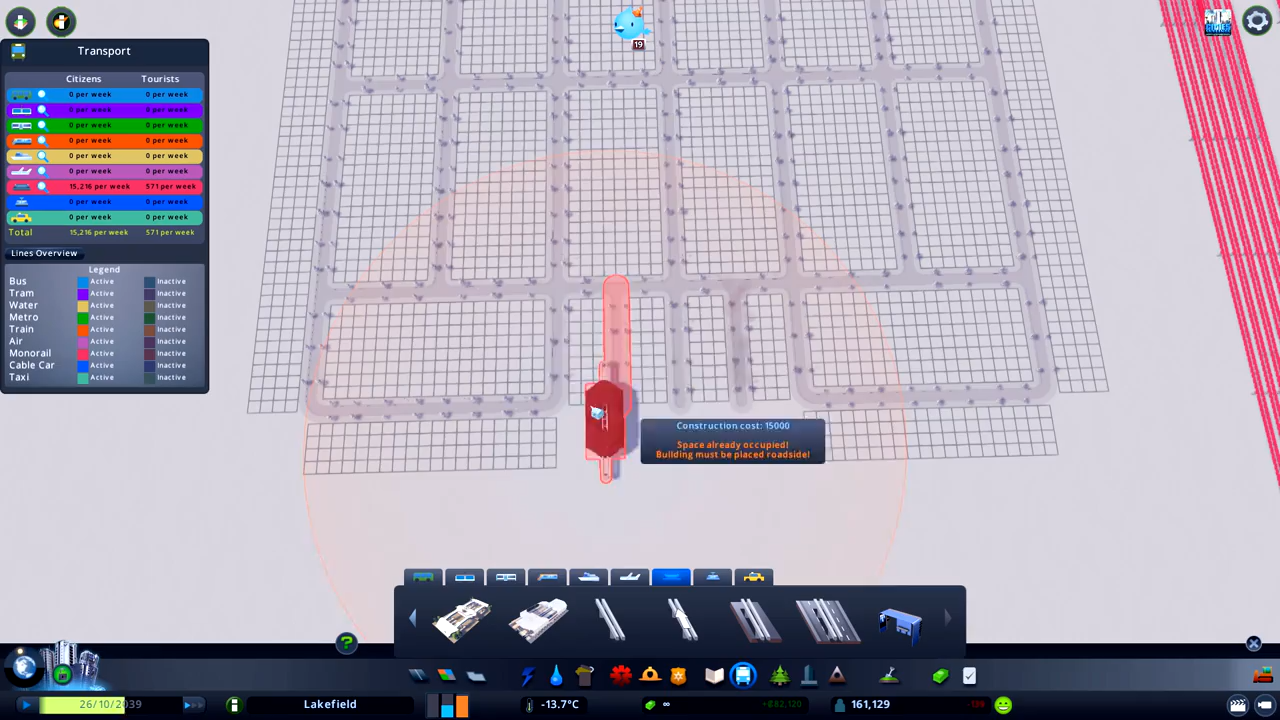 19
Transport
Citizens Tourists
0 per week 0 per week
0 per week 0 per week
0 per week 0 per week
0 per week 0 per week
0 per week 0 per week
0 per week 0 per week
15,216 per week 571 per week
0 per week 0 per week
0 per week 0 per week
Total 15,216 per week 571 per week
Lines Overview
Legend
Bus Active Inactive
Tram Active Inactive
Water Active Inactive
Metro Active Inactive
Train Active Inactive
Air Active Inactive
Monorail Active Inactive
Cable Car Active Inactive
Taxi Active Inactive
Construction cost: 15000
Space already occupied!
Building must be placed roadside!
?
26/10/2039 Lakefield -13.7°C ∞ +₡82,120 161,129 -139